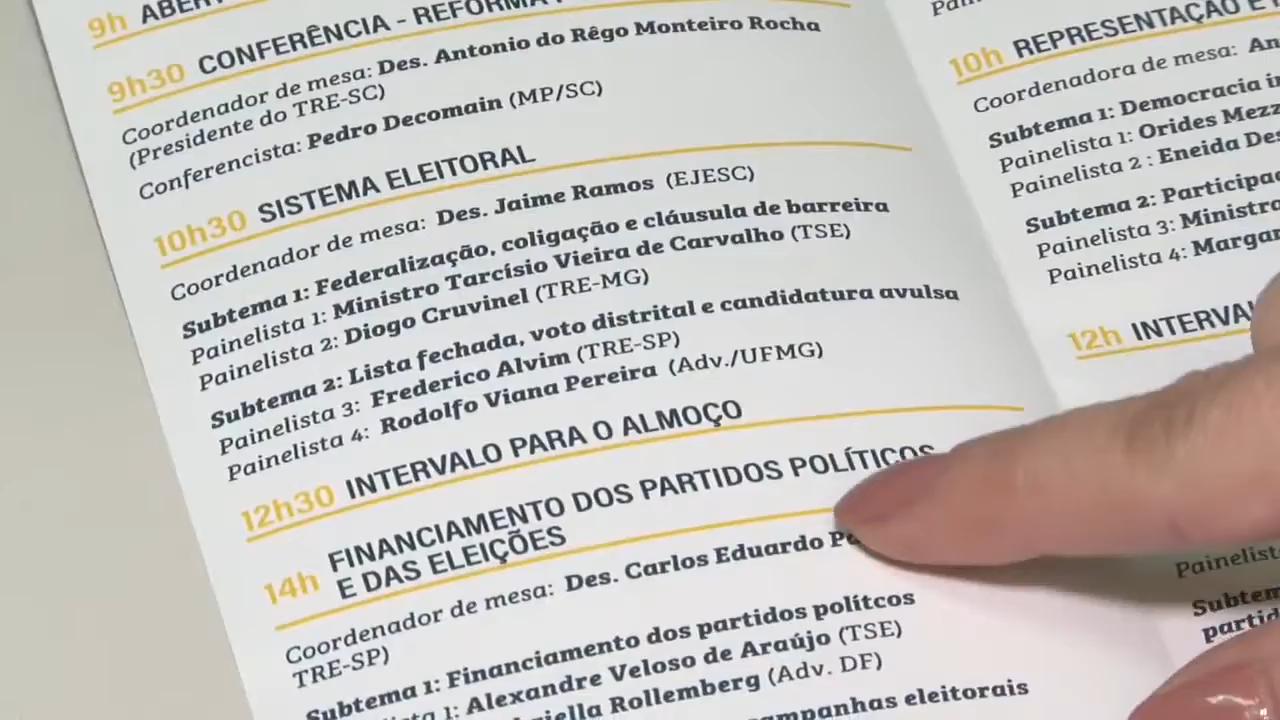 9h
9h30 CONFERÊNCIA - REFORMA
Coordenador de mesa: Des. Antonio do Rêgo Monteiro Rocha
(Presidente do TRE-SC)
Conferencista: Pedro Decomain (MP/SC)
10h30 SISTEMA ELEITORAL
Coordenador de mesa: Des. Jaime Ramos (EJESC)
Subtema 1: Federalização, coligação e cláusula de barreira
Painelista 1: Ministro Tarcísio Vieira de Carvalho (TSE)
Painelista 2: Diogo Cruvinel (TRE-MG)
Subtema 2: Lista fechada, voto distrital e candidatura avulsa
Painelista 3: Frederico Alvim (TRE-SP)
Painelista 4: Rodolfo Viana Pereira (Adv./UFMG)
12h30 INTERVALO PARA O ALMOÇO
14h FINANCIAMENTO DOS PARTIDOS POLÍTICOS
E DAS ELEIÇÕES
Coordenador de mesa: Des. Carlos Eduardo
TRE-SP)
Subtema 1: Financiamento dos partidos polítcos
1: Alexandre Veloso de Araújo (TSE)
Rollemberg (Adv. DF)
eleitorais
10h REPRESENTAÇÃO E
Coordenadora de mesa:
Subtema 1: Democracia
Painelista 1: Orides
Painelista 2 : Eneida
Subtema 2:
Painelista 3:
Painelista 4:
12h